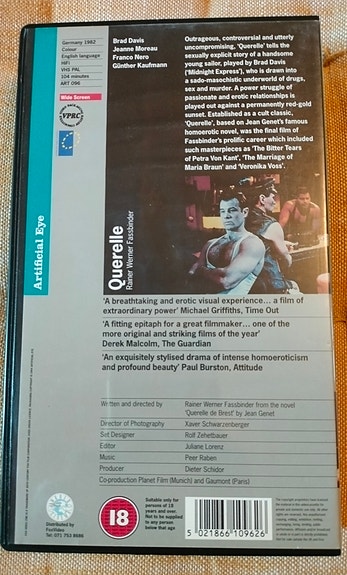 Germany 1982
Colour
English language
HiFi
VHS PAL
104 minutes
ART 096
Wide Screen
VPRC
Brad Davis
Jeanne Moreau
Franco Nero
Günther Kaufmann
Outrageous, controversial and utterly
uncompromising, 'Querelle' tells the
sexually explicit story of a handsome
young sailor, played by Brad Davis
('Midnight Express'), who is drawn into
a sado-masochistic underworld of drugs,
sex and murder. A power struggle of
passionate and erotic relationships is
played out against a permanently red-gold
sunset. Established as a cult classic,
'Querelle', based on Jean Genet's famous
homoerotic novel, was the final film of
Fassbinder's prolific career which included
such masterpieces as 'The Bitter Tears
of Petra Von Kant', 'The Marriage of
Maria Braun' and 'Veronika Voss'.
Artificial Eye
Querelle
Rainer Werner Fassbinder
'A breathtaking and erotic visual experience... a film of
extraordinary power' Michael Griffiths, Time Out
'A fitting epitaph for a great filmmaker... one of the
more original and striking films of the year'
Derek Malcolm, The Guardian
'An exquisitely stylised drama of intense homoeroticism
and profound beauty' Paul Burston, Attitude
Written and directed by Rainer Werner Fassbinder from the novel
'Querelle de Brest' by Jean Genet
Director of Photography Xaver Schwarzenberger
Set Designer Rolf Zehetbauer
Editor Juliane Lorenz
Music Peer Raben
Producer Dieter Schidor
Co-production Planet Film (Munich) and Gaumont (Paris)
Distributed by
FoxVideo
Tel: 071 753 8686
18
Suitable only for
persons of 18
years and over.
Not to be supplied
to any person
below that age
5 021866 109626